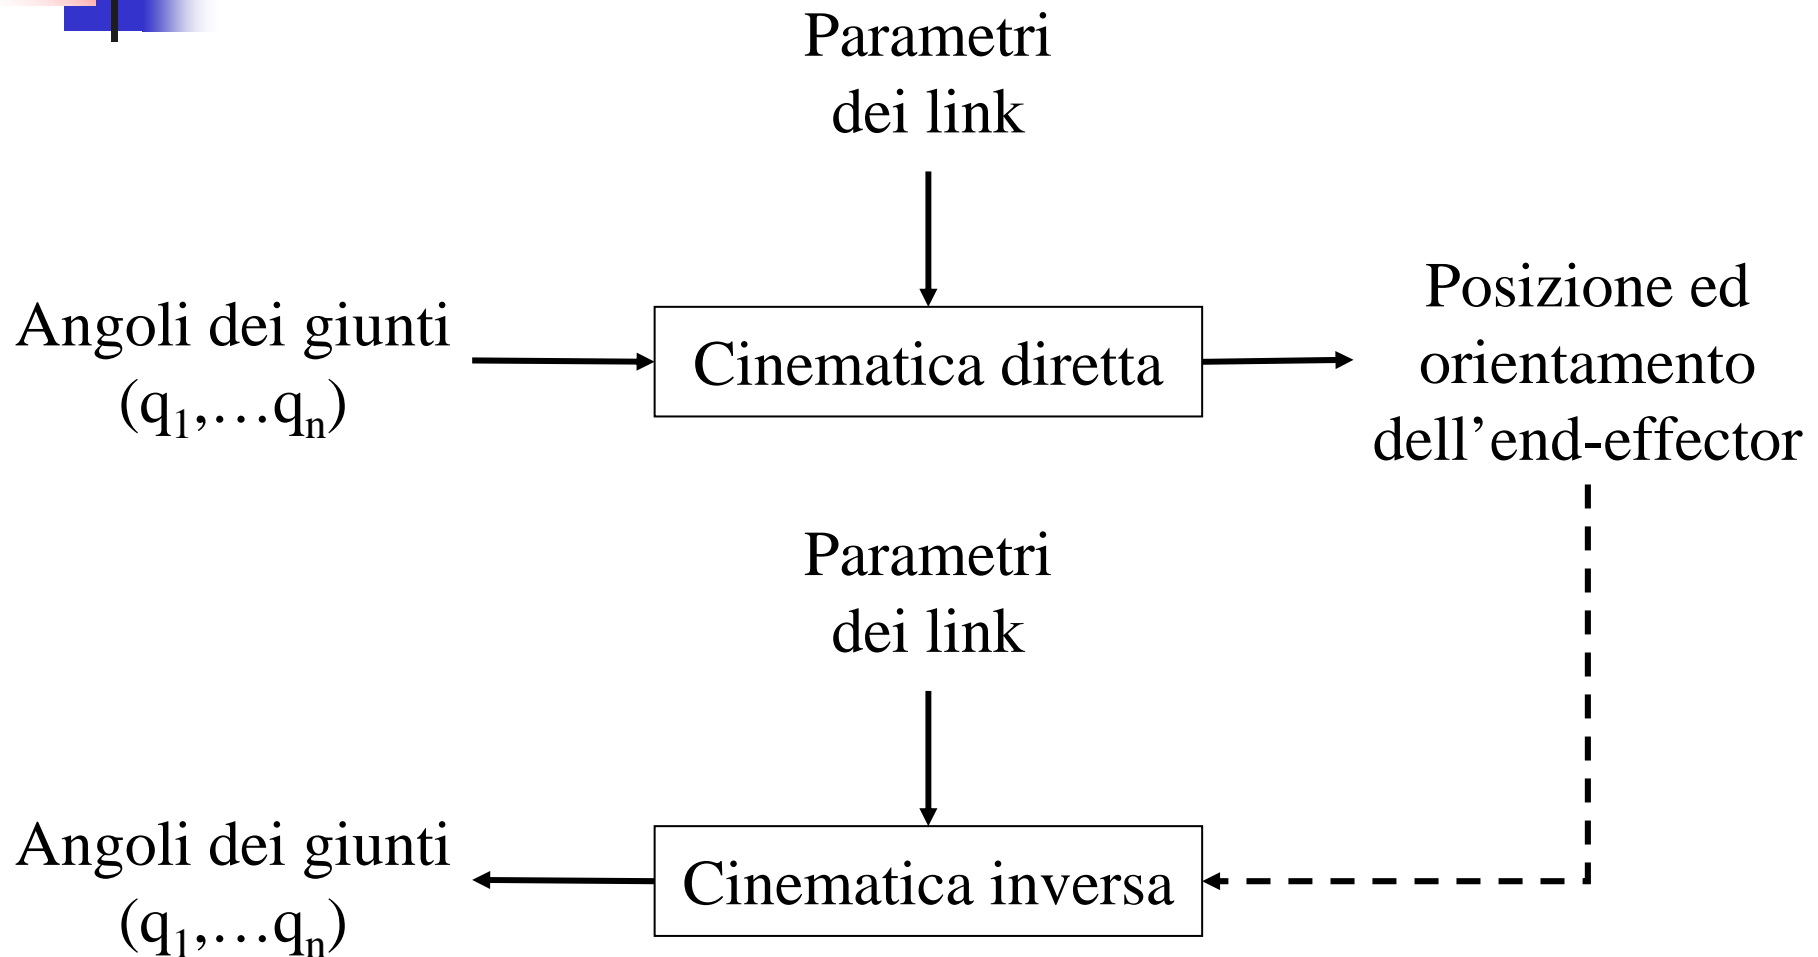 Parametri
dei link
Angoli dei giunti
(q1,…qn)
Cinematica diretta
Posizione ed
orientamento
dell’end-effector
Parametri
dei link
Angoli dei giunti
(q1,…qn)
Cinematica inversa